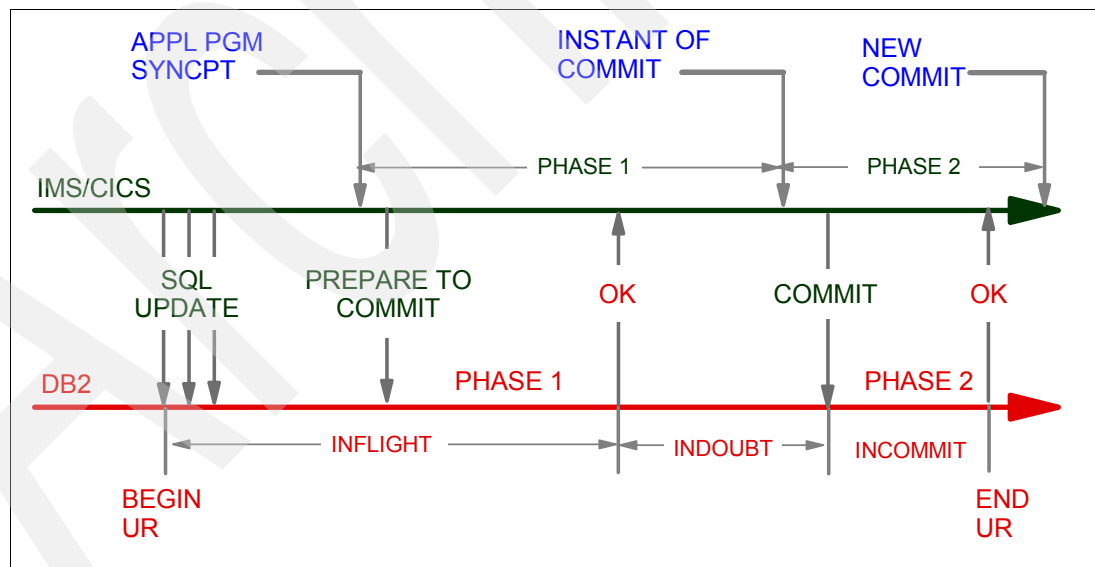 APPL PGM
SYNCPT
INSTANT OF
COMMIT
NEW
COMMIT
PHASE 1
PHASE 2
IMS/CICS
SQL
UPDATE
PREPARE TO
COMMIT
OK
COMMIT
OK
DB2
PHASE 1
PHASE 2
INFLIGHT
INDOUBT
INCOMMIT
BEGIN
UR
END
UR